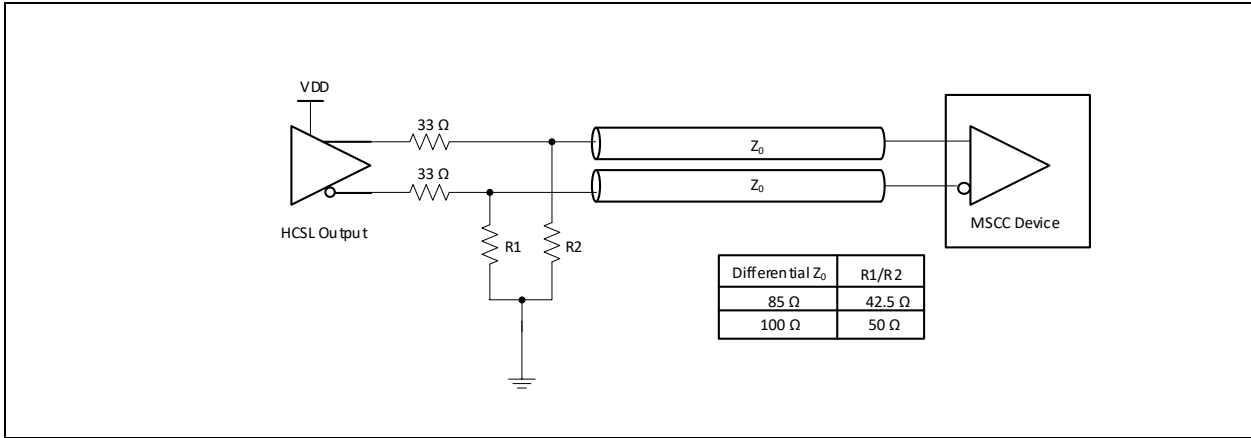 VDD
33 Ω
33 Ω
HCSL Output
R1
R2
Z₀
Z₀
MSCC Device
Differential Z₀ R1/R2
85 Ω 42.5 Ω
100 Ω 50 Ω